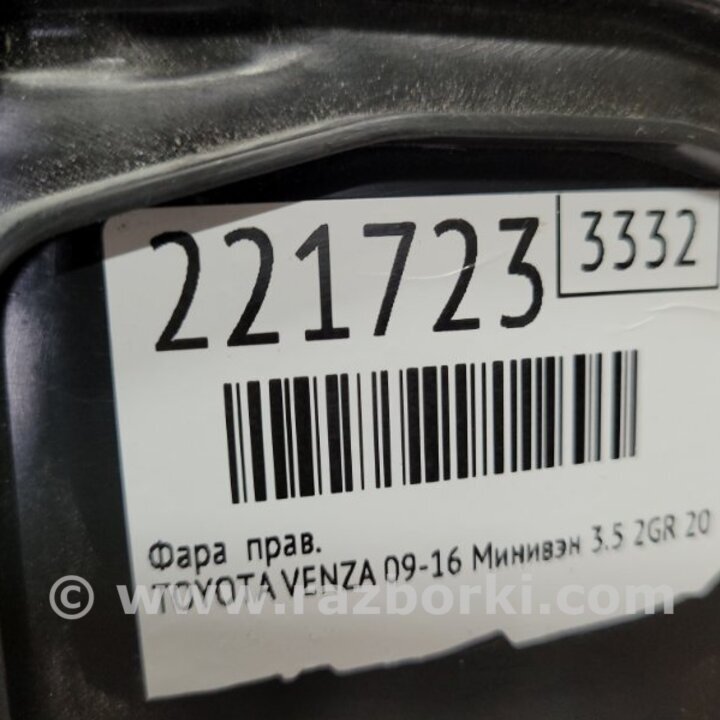 221723
3332
Фара прав.
TOYOTA VENZA 09-16 Минивэн 3.5 2GR 20
© www.razborki.com